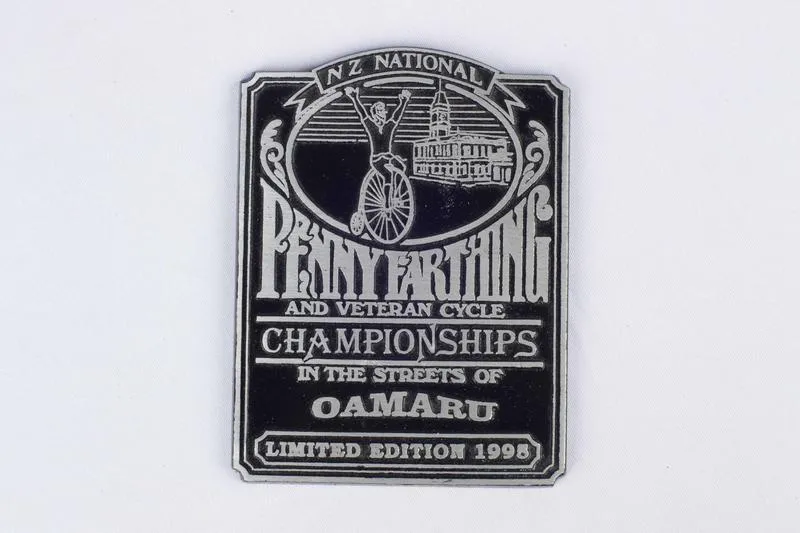 NZ NATIONAL
PENNYFARTHING
AND VETERAN CYCLE
CHAMPIONSHIPS
IN THE STREETS OF
OAMARU
LIMITED EDITION 1998